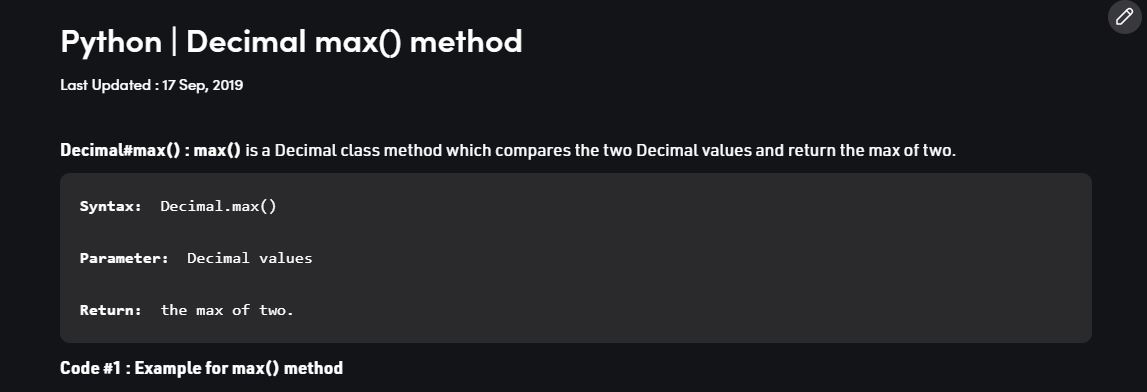 Python | Decimal max() method
Last Updated : 17 Sep, 2019
Decimal#max() : max() is a Decimal class method which compares the two Decimal values and return the max of two.
Syntax:  Decimal.max()
Parameter:  Decimal values
Return:  the max of two.
Code #1 : Example for max() method